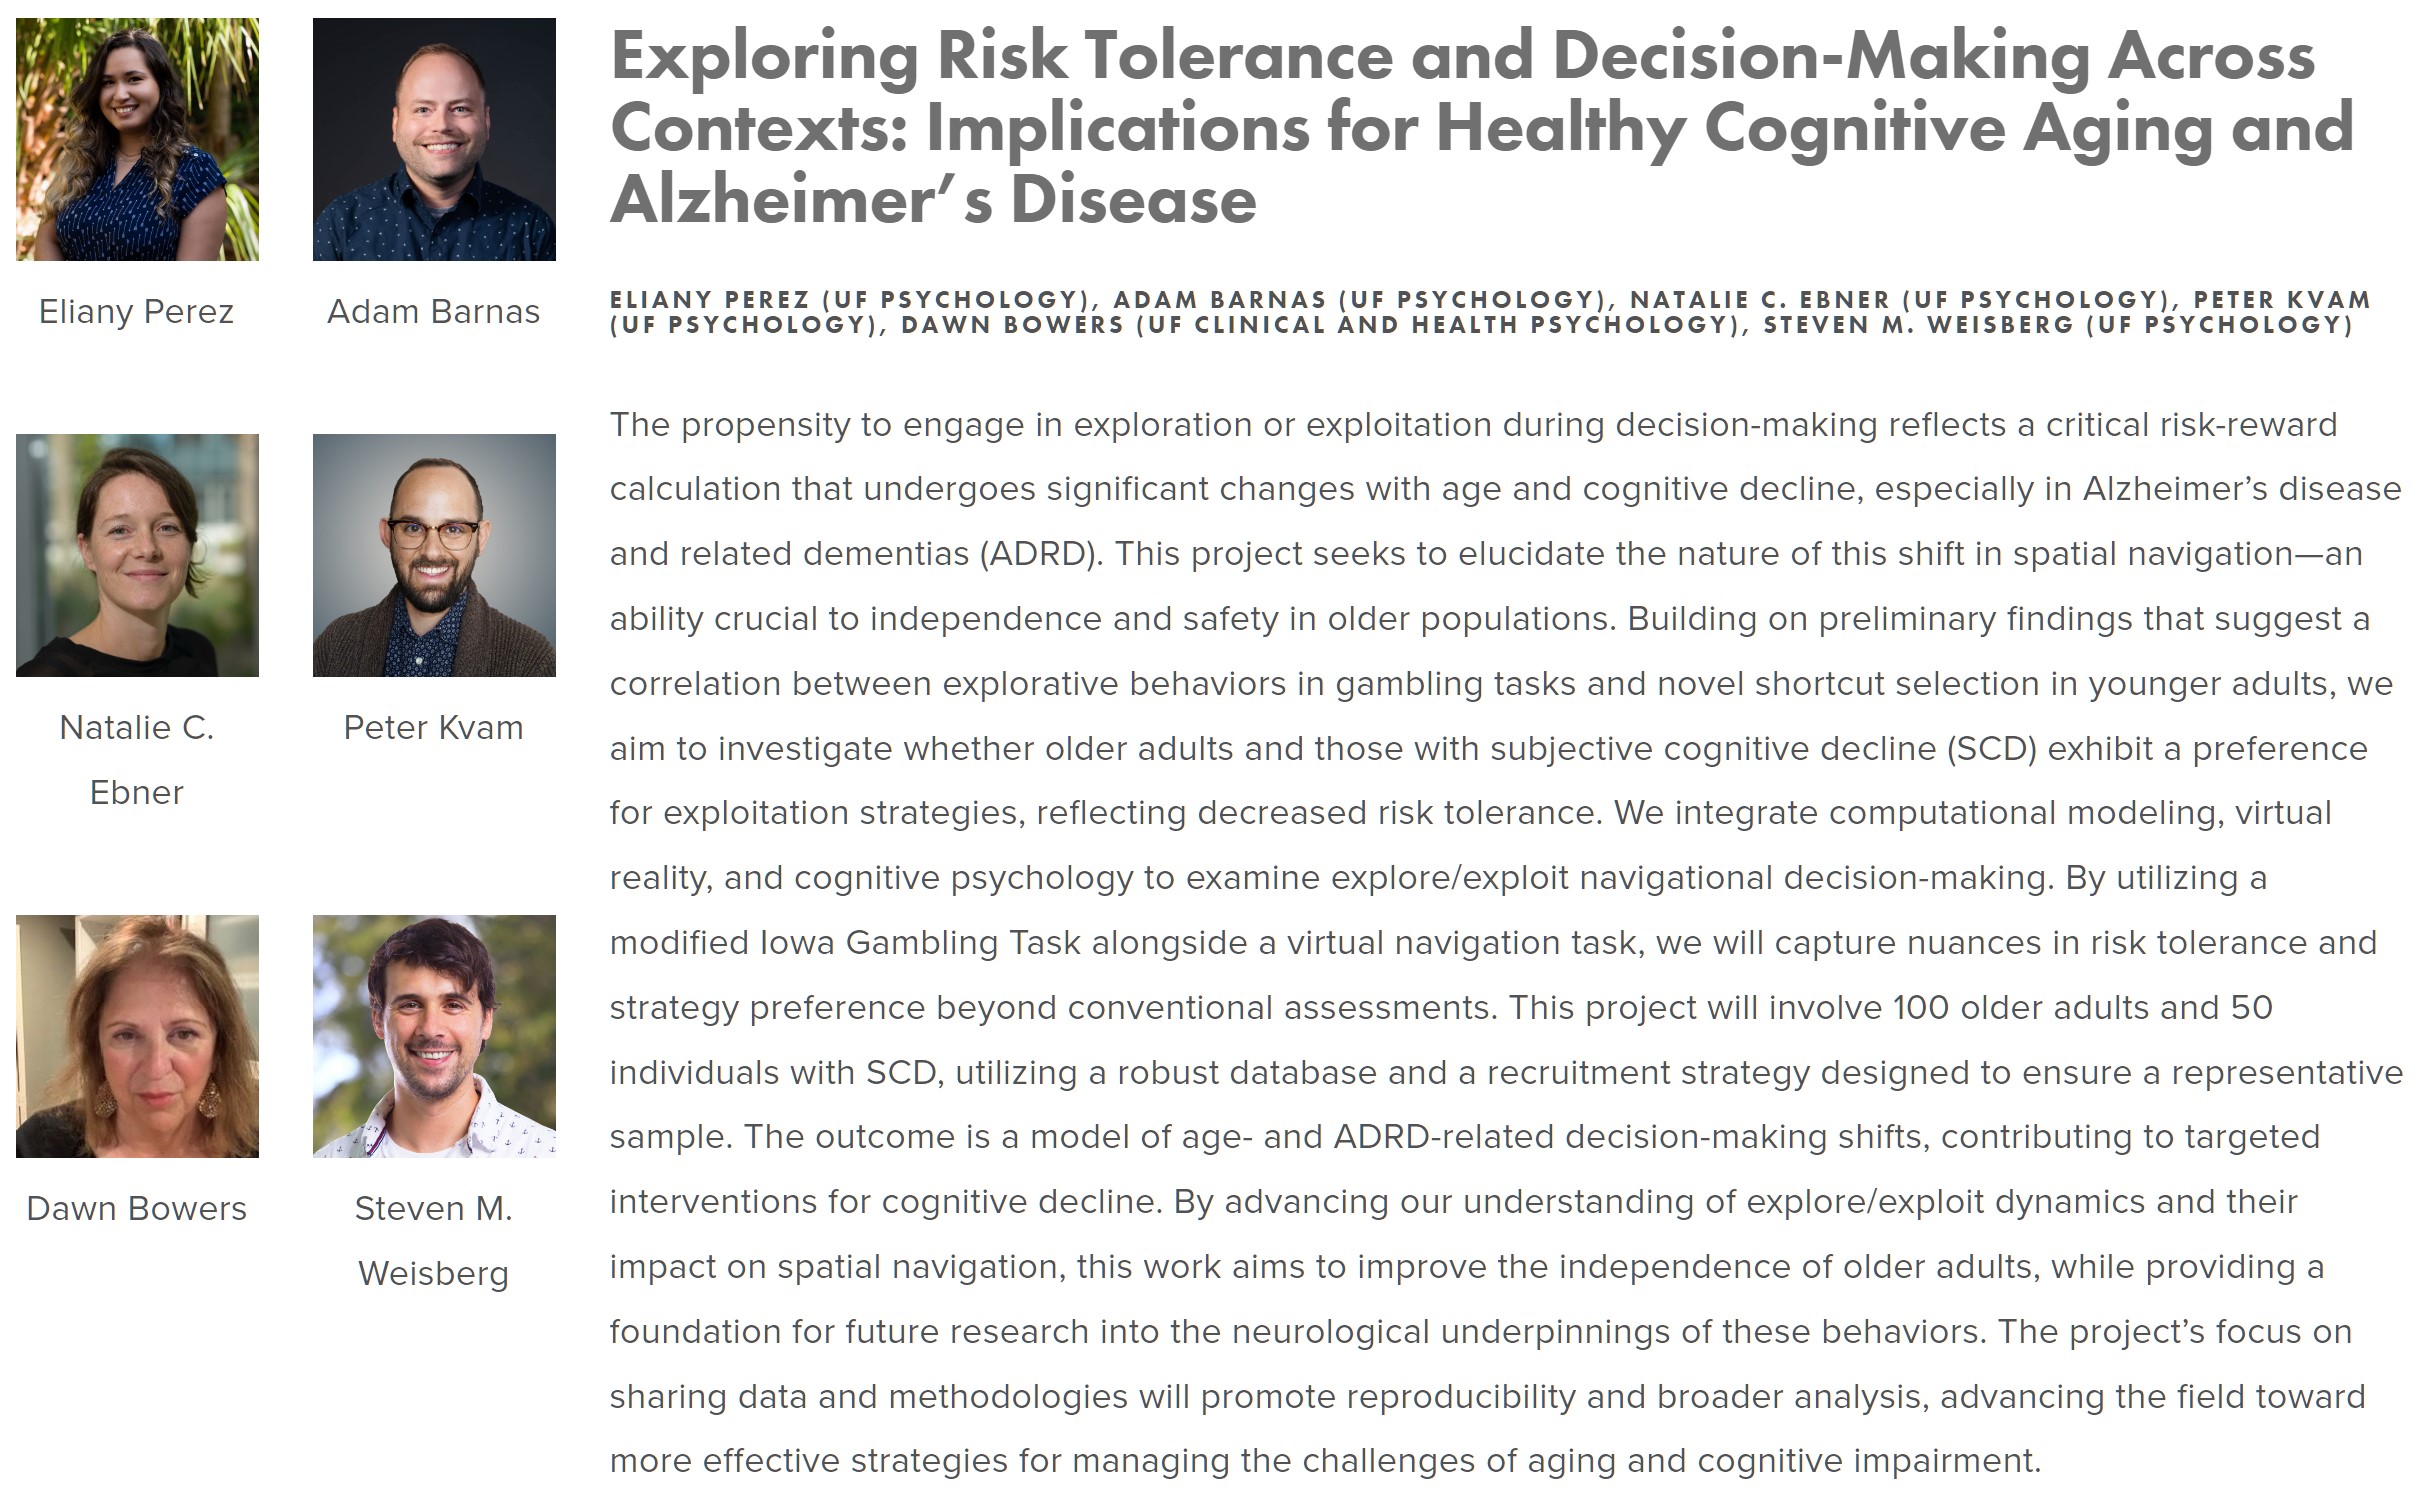 Eliany Perez
Adam Barnas
Natalie C.
Ebner
Peter Kvam
Dawn Bowers
Steven M.
Weisberg
Exploring Risk Tolerance and Decision-Making Across
Contexts: Implications for Healthy Cognitive Aging and
Alzheimer’s Disease
ELIANY PEREZ (UF PSYCHOLOGY), ADAM BARNAS (UF PSYCHOLOGY), NATALIE C. EBNER (UF PSYCHOLOGY), PETER KVAM
(UF PSYCHOLOGY), DAWN BOWERS (UF CLINICAL AND HEALTH PSYCHOLOGY), STEVEN M. WEISBERG (UF PSYCHOLOGY)
The propensity to engage in exploration or exploitation during decision-making reflects a critical risk-reward
calculation that undergoes significant changes with age and cognitive decline, especially in Alzheimer’s disease
and related dementias (ADRD). This project seeks to elucidate the nature of this shift in spatial navigation—an
ability crucial to independence and safety in older populations. Building on preliminary findings that suggest a
correlation between explorative behaviors in gambling tasks and novel shortcut selection in younger adults, we
aim to investigate whether older adults and those with subjective cognitive decline (SCD) exhibit a preference
for exploitation strategies, reflecting decreased risk tolerance. We integrate computational modeling, virtual
reality, and cognitive psychology to examine explore/exploit navigational decision-making. By utilizing a
modified Iowa Gambling Task alongside a virtual navigation task, we will capture nuances in risk tolerance and
strategy preference beyond conventional assessments. This project will involve 100 older adults and 50
individuals with SCD, utilizing a robust database and a recruitment strategy designed to ensure a representative
sample. The outcome is a model of age- and ADRD-related decision-making shifts, contributing to targeted
interventions for cognitive decline. By advancing our understanding of explore/exploit dynamics and their
impact on spatial navigation, this work aims to improve the independence of older adults, while providing a
foundation for future research into the neurological underpinnings of these behaviors. The project’s focus on
sharing data and methodologies will promote reproducibility and broader analysis, advancing the field toward
more effective strategies for managing the challenges of aging and cognitive impairment.